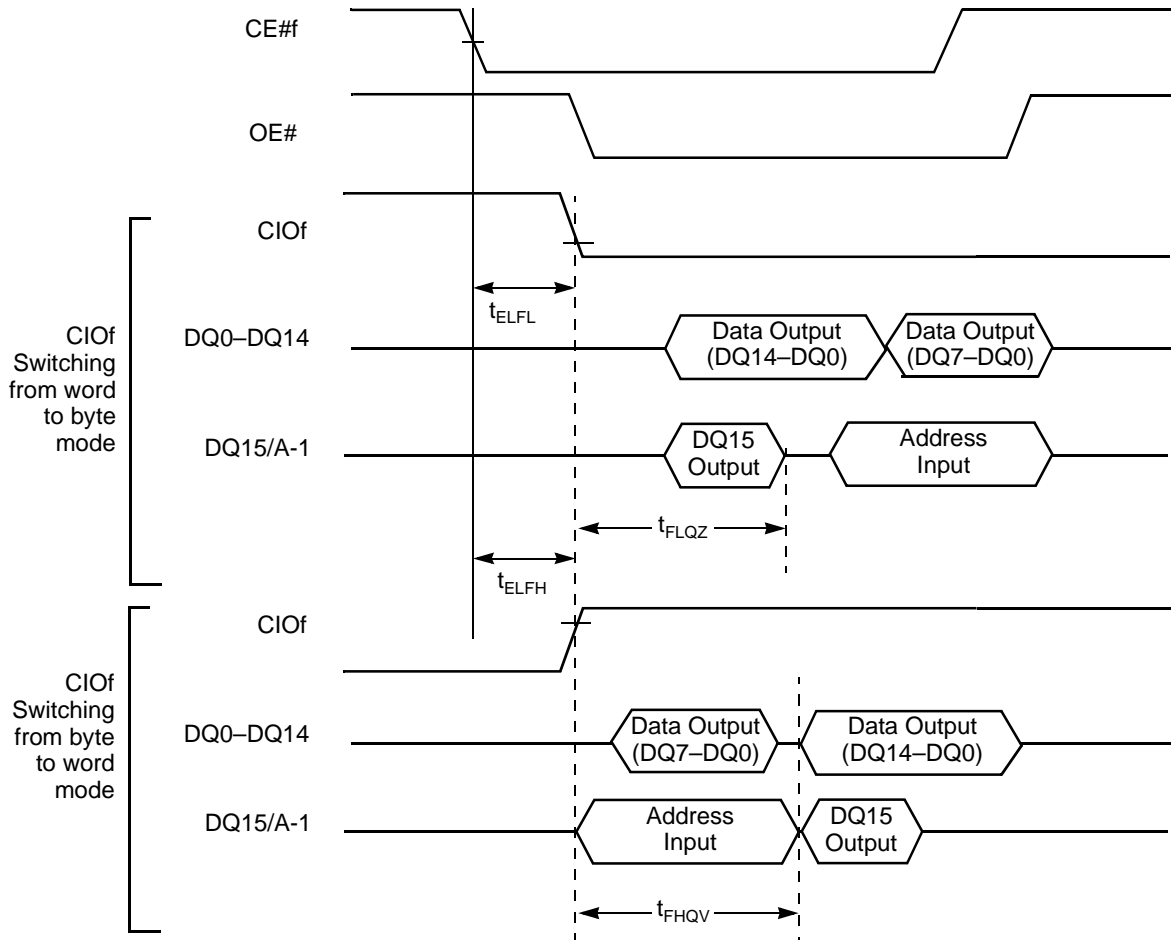 CE#f
OE#
CIOf
Switching
from word
to byte
mode
CIOf
tELFL
DQ0–DQ14
Data Output
(DQ14–DQ0)
Data Output
(DQ7–DQ0)
DQ15/A-1
DQ15
Output
Address
Input
tFLQZ
tELFH
CIOf
Switching
from byte
to word
mode
CIOf
DQ0–DQ14
Data Output
(DQ7–DQ0)
Data Output
(DQ14–DQ0)
DQ15/A-1
Address
Input
DQ15
Output
tFHQV